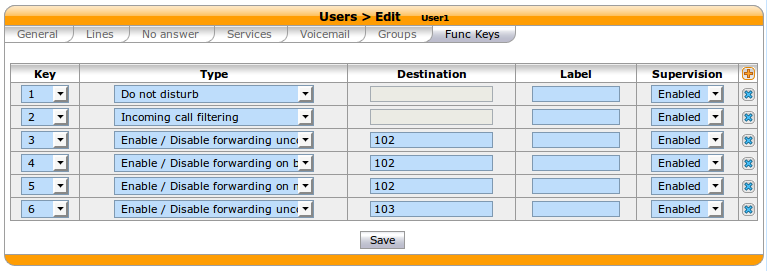 Users > Edit User1
General Lines No answer Services Voicemail Groups Func Keys
Key Type Destination Label Supervision
1 Do not disturb Enabled
2 Incoming call filtering Enabled
3 Enable / Disable forwarding unc 102 Enabled
4 Enable / Disable forwarding on b 102 Enabled
5 Enable / Disable forwarding on n 102 Enabled
6 Enable / Disable forwarding unc 103 Enabled
Save